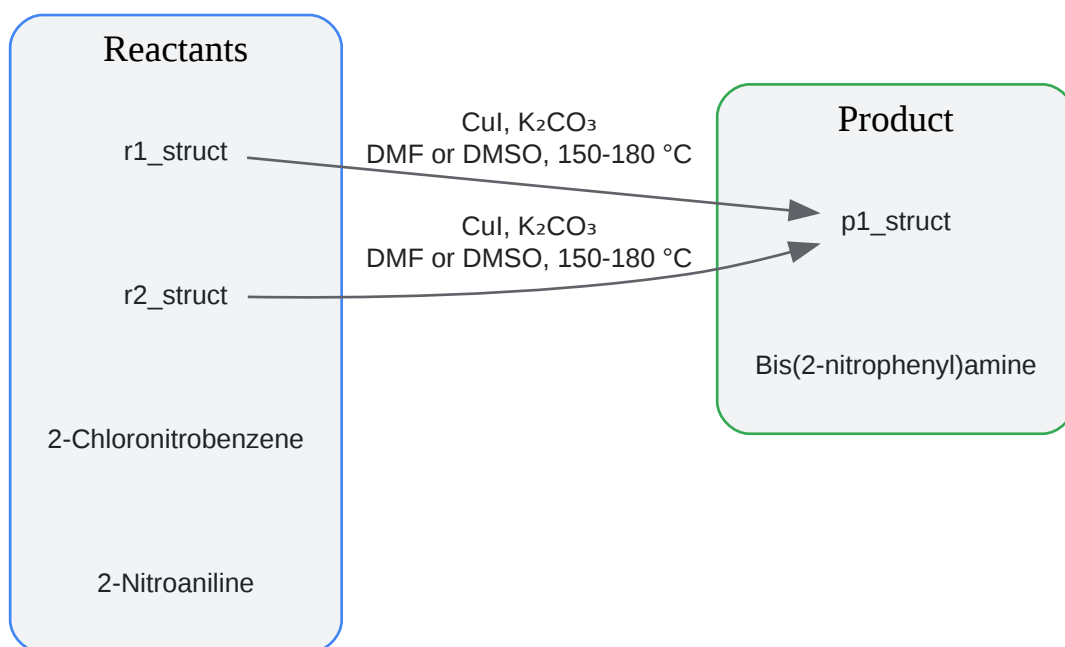 Reactants
r1_struct
r2_struct
2-Chloronitrobenzene
2-Nitroaniline
CuI, K₂CO₃
DMF or DMSO, 150-180 °C
CuI, K₂CO₃
DMF or DMSO, 150-180 °C
Product
p1_struct
Bis(2-nitrophenyl)amine